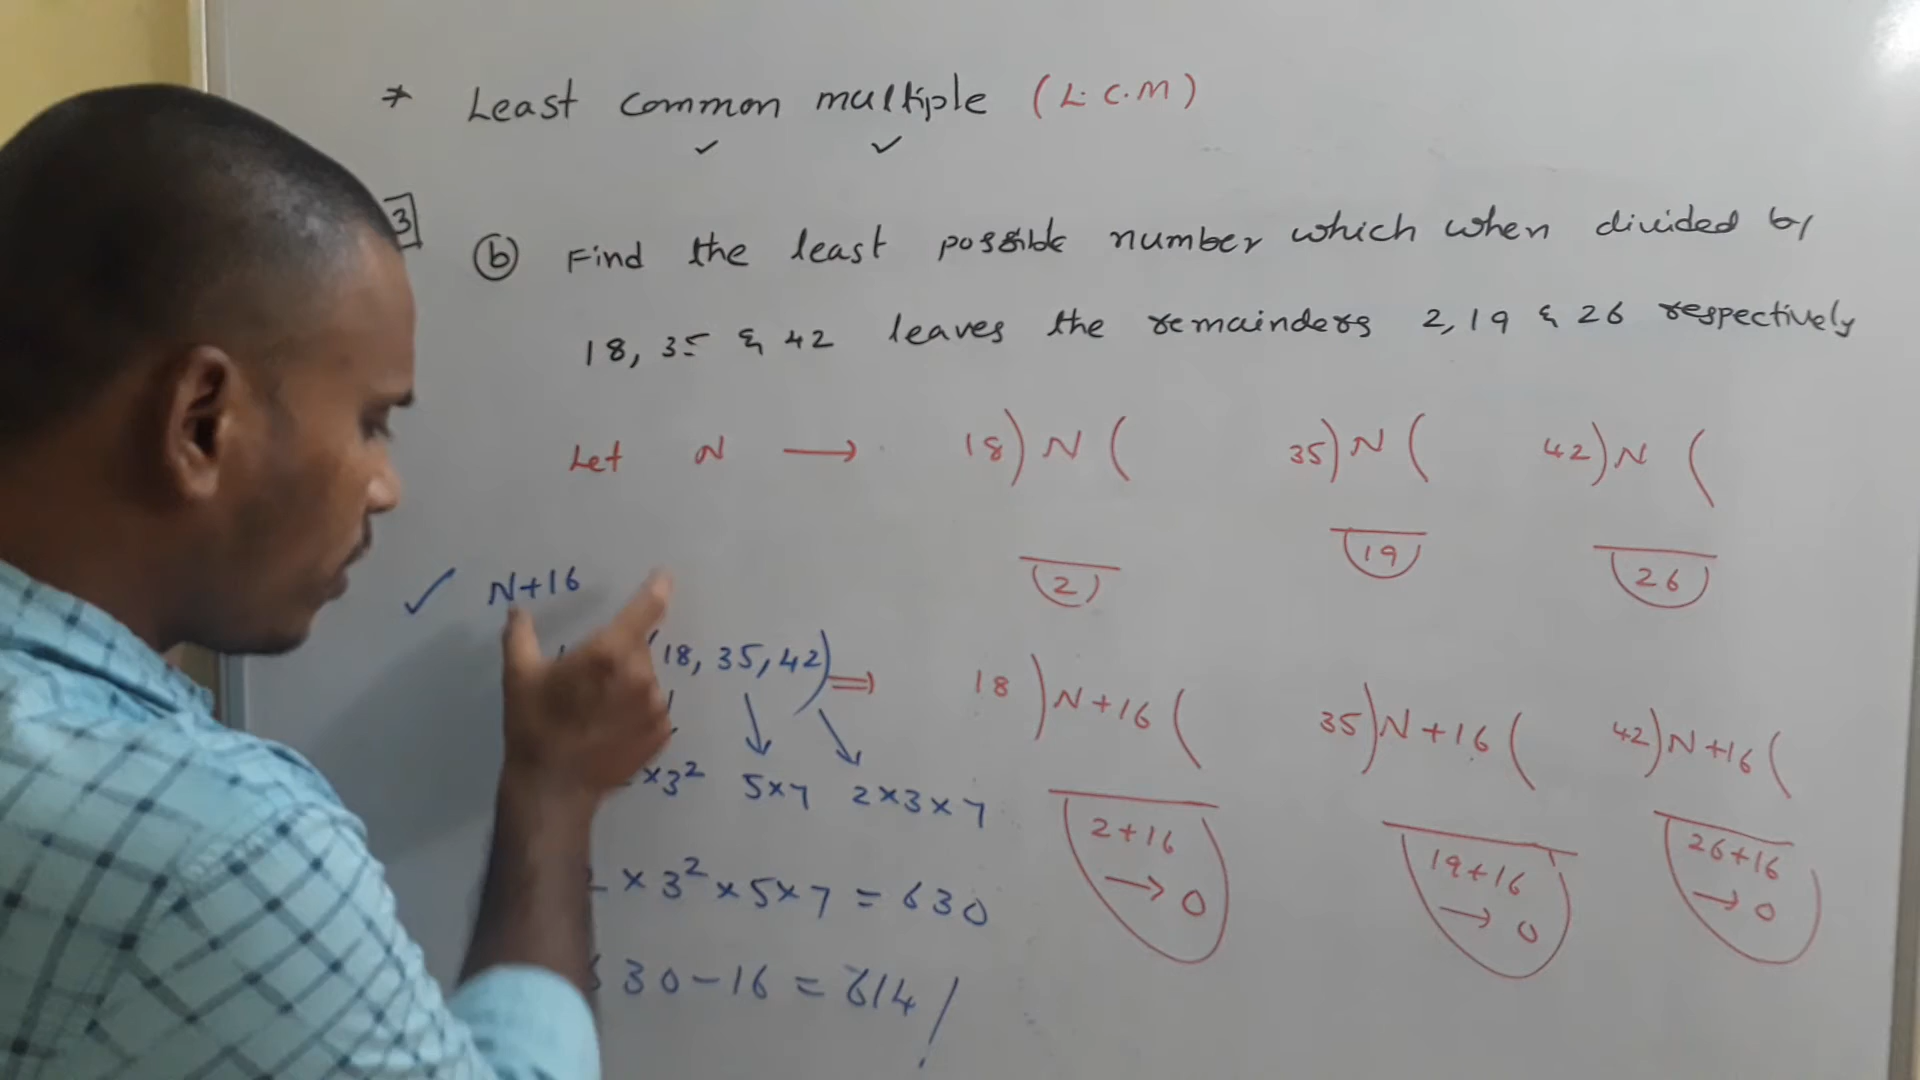 * Least common multiple (L.C.M)
3
b Find the least possible number which when divided by
18, 35 & 42 leaves the remainders 2, 19 & 26 respectively
Let N → 18)N( 35)N( 42)N(
2 19 26
✓ N+16
(18, 35, 42) ⇒ 18)N+16( 35)N+16( 42)N+16(
×3² 5×7 2×3×7
2+16 → 0 19+16 → 0 26+16 → 0
2×3²×5×7 = 630
630-16 = 614/